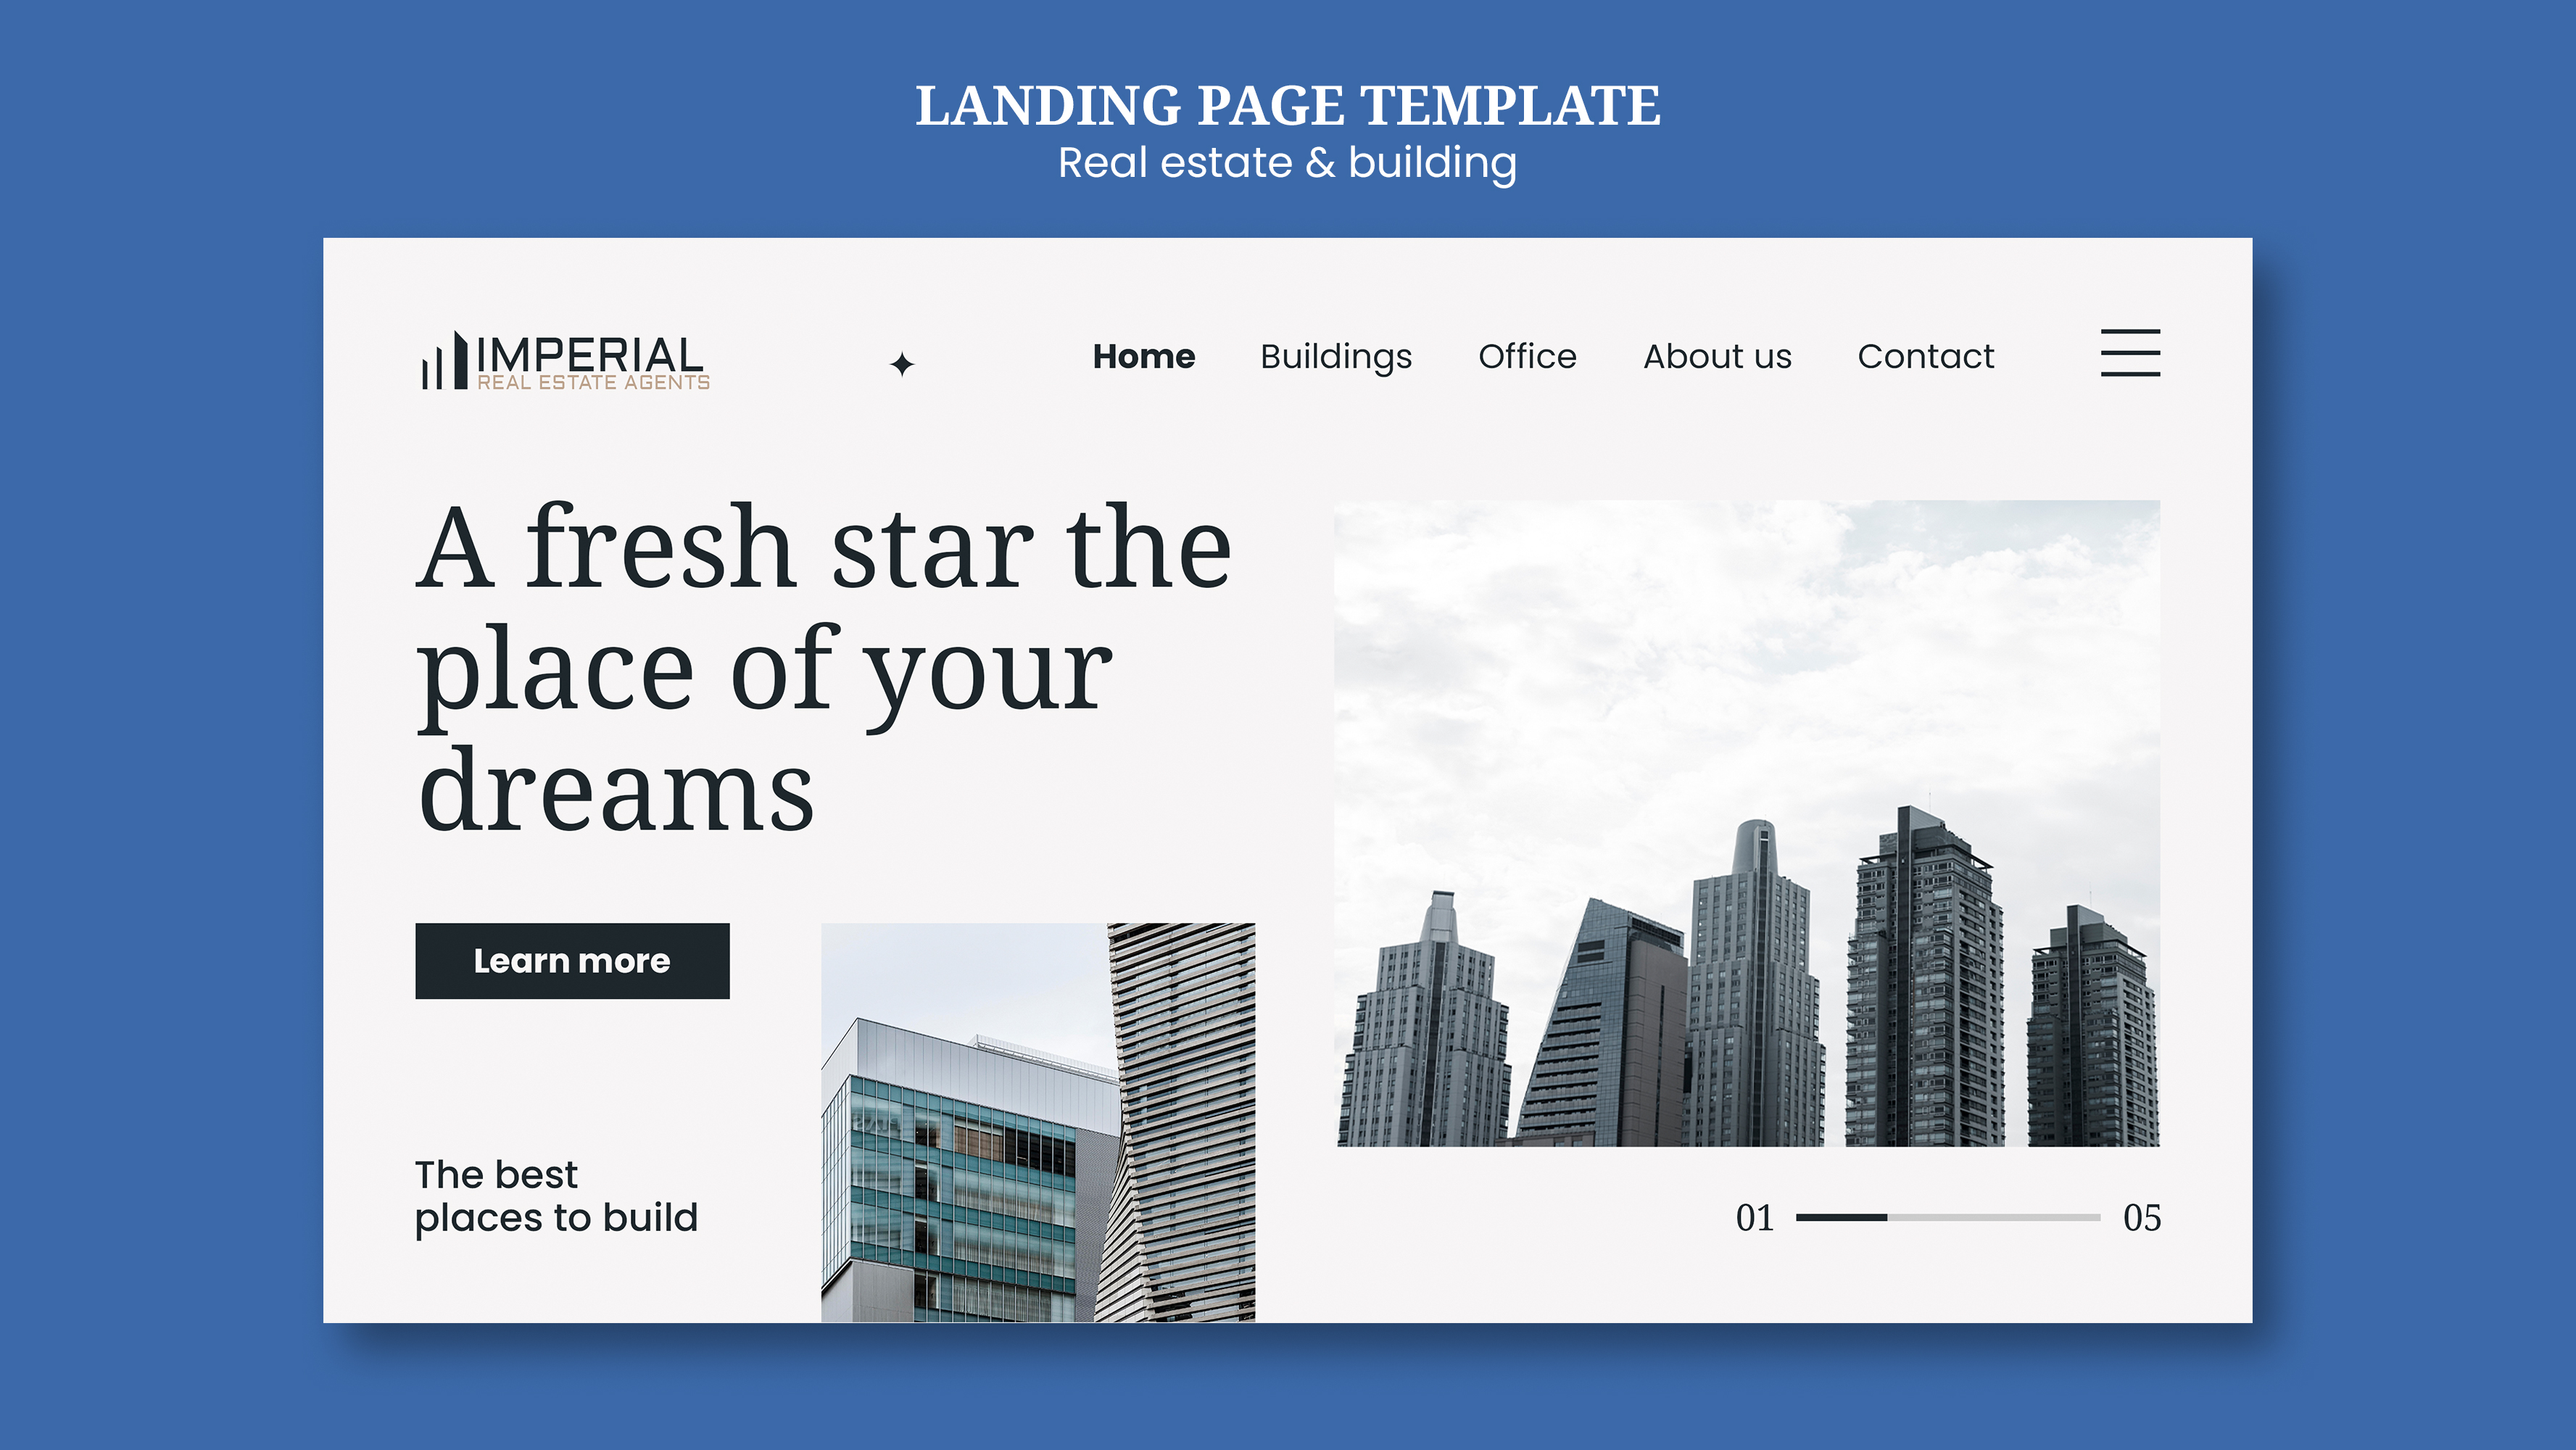 LANDING PAGE TEMPLATE
Real estate & building
IMPERIAL
REAL ESTATE AGENTS
Home Buildings Office About us Contact
A fresh star the
place of your
dreams
Learn more
The best
places to build
01 05